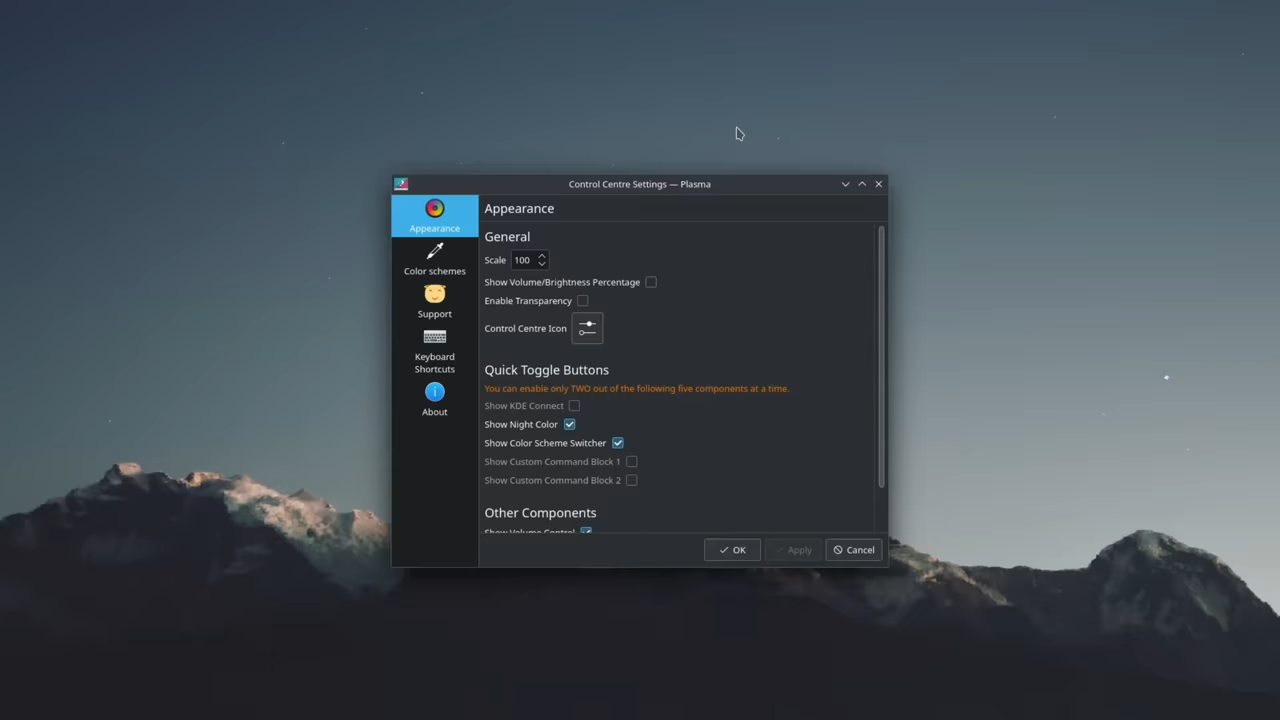 Control Centre Settings — Plasma
Appearance
Color schemes
Support
Keyboard
Shortcuts
About
Appearance
General
Scale 100
Show Volume/Brightness Percentage
Enable Transparency
Control Centre Icon
Quick Toggle Buttons
You can enable only TWO out of the following five components at a time.
Show KDE Connect
Show Night Color
Show Color Scheme Switcher
Show Custom Command Block 1
Show Custom Command Block 2
Other Components
Show Volume Control
OK
Apply
Cancel